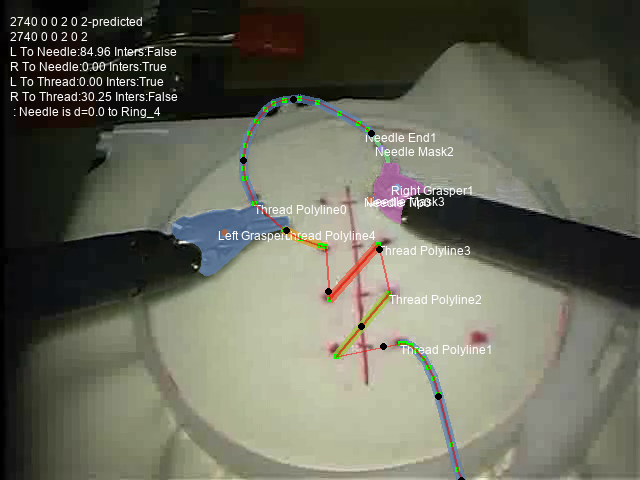 2740 0 0 2 0 2-predicted
2740 0 0 2 0 2
L To Needle:84.96 Inters:False
R To Needle:0.00 Inters:True
L To Thread:0.00 Inters:True
R To Thread:30.25 Inters:False
: Needle is d=0.0 to Ring_4
Needle End1
Needle Mask2
Right Grasper1
Needle Mask3
Thread Polyline0
Left Grasper
Thread Polyline4
Thread Polyline3
Thread Polyline2
Thread Polyline1